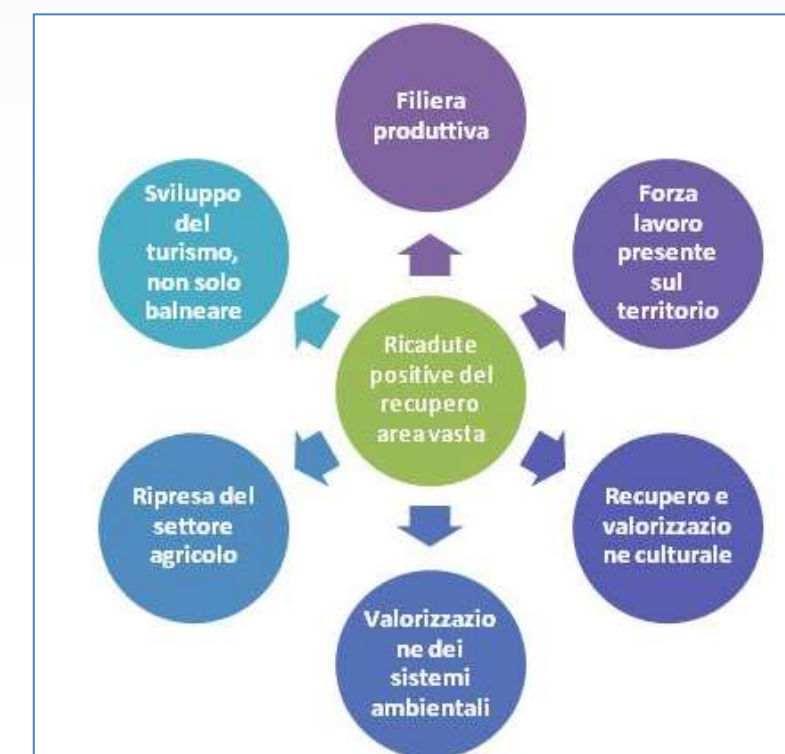 Filiera
produttiva
Sviluppo
del
turismo,
non solo
balneare
Forza
lavoro
presente
sul
territorio
Ricadute
positive del
recupero
area vasta
Ripresa del
settore
agricolo
Recupero e
valorizzazio
ne culturale
Valorizzazio
ne dei
sistemi
ambientali